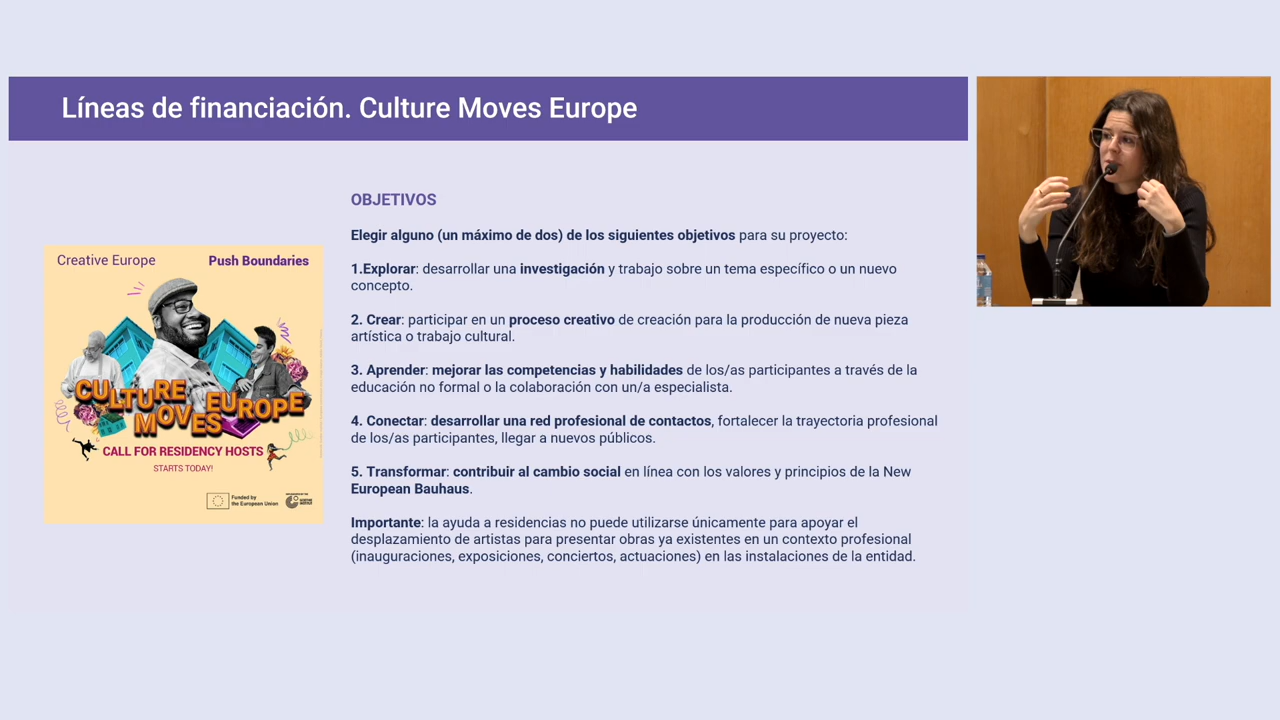 Líneas de financiación. Culture Moves Europe
OBJETIVOS
Elegir alguno (un máximo de dos) de los siguientes objetivos para su proyecto:
1.Explorar: desarrollar una investigación y trabajo sobre un tema específico o un nuevo
concepto.
2. Crear: participar en un proceso creativo de creación para la producción de nueva pieza
artística o trabajo cultural.
3. Aprender: mejorar las competencias y habilidades de los/as participantes a través de la
educación no formal o la colaboración con un/a especialista.
4. Conectar: desarrollar una red profesional de contactos, fortalecer la trayectoria profesional
de los/as participantes, llegar a nuevos públicos.
5. Transformar: contribuir al cambio social en línea con los valores y principios de la New
European Bauhaus.
Importante: la ayuda a residencias no puede utilizarse únicamente para apoyar el
desplazamiento de artistas para presentar obras ya existentes en un contexto profesional
(inauguraciones, exposiciones, conciertos, actuaciones) en las instalaciones de la entidad.
Creative Europe
Push Boundaries
CULTURE
MOVES EUROPE
CALL FOR RESIDENCY HOSTS
STARTS TODAY!
Funded by
the European Union